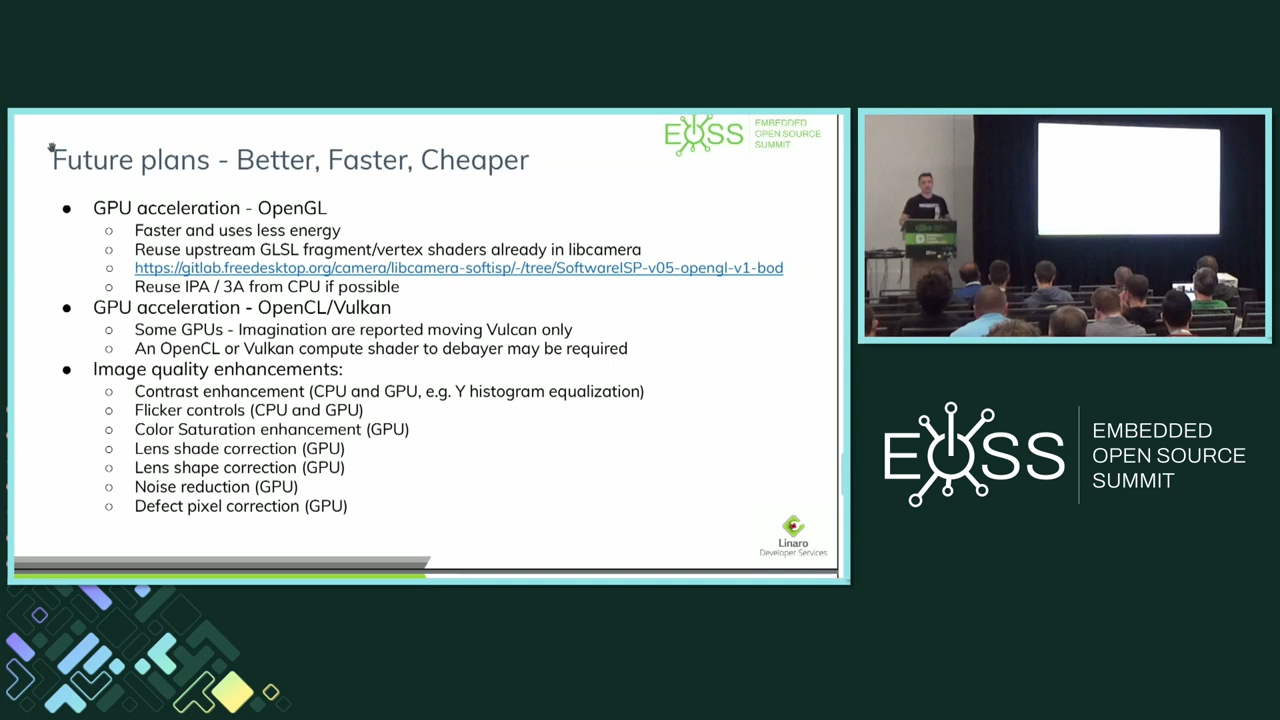 EOSS EMBEDDED
OPEN SOURCE
SUMMIT
Future plans - Better, Faster, Cheaper
● GPU acceleration - OpenGL
○ Faster and uses less energy
○ Reuse upstream GLSL fragment/vertex shaders already in libcamera
○ https://gitlab.freedesktop.org/camera/libcamera-softisp/-/tree/SoftwareISP-v05-opengl-v1-bod
○ Reuse IPA / 3A from CPU if possible
● GPU acceleration - OpenCL/Vulkan
○ Some GPUs - Imagination are reported moving Vulcan only
○ An OpenCL or Vulkan compute shader to debayer may be required
● Image quality enhancements:
○ Contrast enhancement (CPU and GPU, e.g. Y histogram equalization)
○ Flicker controls (CPU and GPU)
○ Color Saturation enhancement (GPU)
○ Lens shade correction (GPU)
○ Lens shape correction (GPU)
○ Noise reduction (GPU)
○ Defect pixel correction (GPU)
Linaro
Developer Services
EOSS
EMBEDDED
OPEN SOURCE
SUMMIT